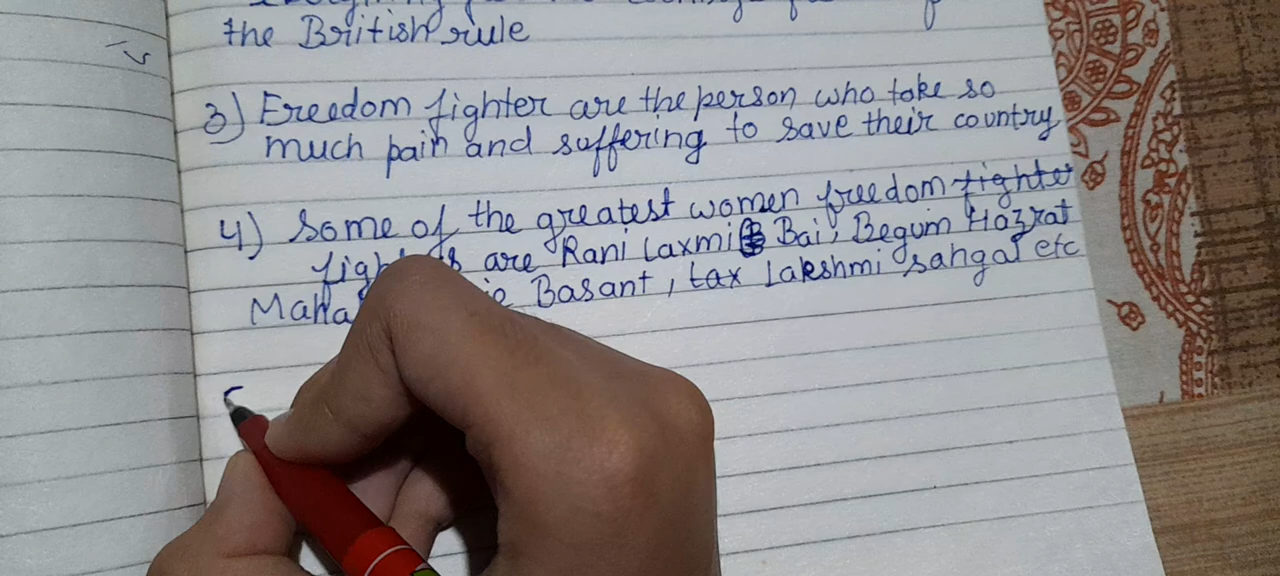 the British rule
3) Freedom fighter are the person who take so
much pain and suffering to save their country
4) Some of the greatest women freedom fighter
are Rani Laxmi Bai, Begum Hazrat
Basant, tax Lakshmi sahgal etc